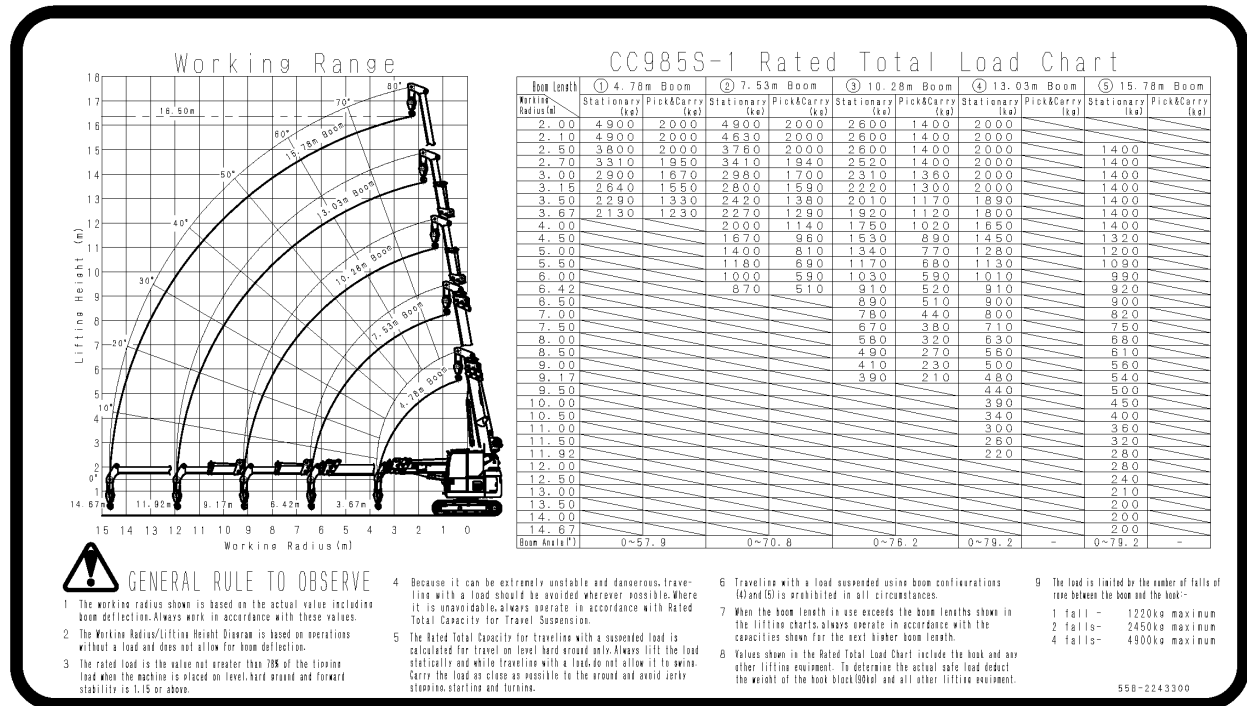 Working Range
CC985S-1 Rated Total Load Chart
18
17
16
15
14
13
12
11
10
9
8
7
6
5
4
3
2
1
0°
10°
20°
30°
40°
50°
60°
70°
80°
16.50m
15.78m Boom
13.03m Boom
10.28m Boom
7.53m Boom
4.78m Boom
Lifting Height (m)
14.67m 11.92m 9.17m 6.42m 3.67m
15 14 13 12 11 10 9 8 7 6 5 4 3 2 1 0
Working Radius(m)
Boom Length ① 4.78m Boom ② 7.53m Boom ③ 10.28m Boom ④ 13.03m Boom ⑤ 15.78m Boom
Working Stationary Pick&Carry Stationary Pick&Carry Stationary Pick&Carry Stationary Pick&Carry Stationary Pick&Carry
Radius(m) (kg) (kg) (kg) (kg) (kg) (kg) (kg) (kg) (kg) (kg)
2.00 4900 2000 4900 2000 2600 1400 2000
2.10 4900 2000 4630 2000 2600 1400 2000
2.50 3800 2000 3760 2000 2600 1400 2000 1400
2.70 3310 1950 3410 1940 2520 1400 2000 1400
3.00 2900 1670 2980 1700 2310 1360 2000 1400
3.15 2640 1550 2800 1590 2220 1300 2000 1400
3.50 2290 1330 2420 1380 2010 1170 1890 1400
3.67 2130 1230 2270 1290 1920 1120 1800 1400
4.00 2000 1140 1750 1020 1650 1400
4.50 1670 960 1530 890 1450 1320
5.00 1400 810 1340 770 1280 1200
5.50 1180 690 1170 680 1130 1090
6.00 1000 590 1030 590 1010 990
6.42 870 510 910 520 910 920
6.50 890 510 900 900
7.00 780 440 800 820
7.50 670 380 710 750
8.00 580 320 630 680
8.50 490 270 560 610
9.00 410 230 500 560
9.17 390 210 480 540
9.50 440 500
10.00 390 450
10.50 340 400
11.00 300 360
11.50 260 320
11.92 220 280
12.00 280
12.50 240
13.00 210
13.50 200
14.00 200
14.67 200
Boom Angle(°) 0~57.9 0~70.8 0~76.2 0~79.2 - 0~79.2 -
GENERAL RULE TO OBSERVE
1 The working radius shown is based on the actual value including
boom deflection. Always work in accordance with these values.
2 The Working Radius/Lifting Height Diagram is based on operations
without a load and does not allow for boom deflection.
3 The rated load is the value not greater than 78% of the tipping
load when the machine is placed on level, hard ground and forward
stability is 1.15 or above.
4 Because it can be extremely unstable and dangerous, trave-
ling with a load should be avoided wherever possible. Where
it is unavoidable, always operate in accordance with Rated
Total Capacity for Travel Suspension.
5 The Rated Total Capacity for traveling with a suspended load is
calculated for travel on level hard ground only. Always lift the load
statically and while traveling with a load, do not allow it to swing.
Carry the load as close as possible to the ground and avoid jerky
stopping, starting and turning.
6 Traveling with a load suspended using boom confiurations
(4)and(5) is prohibited in all circumstances.
7 When the boom length in use exceeds the boom lengths shown in
the lifting charts, always operate in accordance with the
capacities shown for the next higher boom length.
8 Values shown in the Rated Total Load Chart include the hook and any
other lifting equipment. To determine the actual safe load deduct
the weight of the hook block(90kg) and all other lifting equipment.
9 The load is limited by the number of falls of
rope between the boom and the hook:-
1 fall - 1220kg maximum
2 falls- 2450kg maximum
4 falls- 4900kg maximum
558-2243300